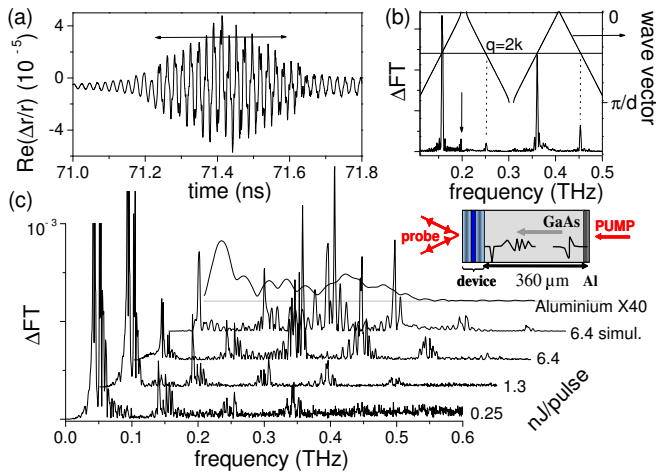 (a)
Re(Δr/r) (10⁻⁵)
4
0
-4
71.0 71.2 71.4 71.6 71.8
time (ns)
(b)
ΔFT
q=2k
0
π/d
wave vector
0.2 0.3 0.4 0.5
frequency (THz)
(c)
10⁻³
ΔFT
probe
GaAs
PUMP
device
360 µm
Al
Aluminium X40
6.4 simul.
6.4
1.3
0.25
nJ/pulse
0.0 0.1 0.2 0.3 0.4 0.5 0.6
frequency (THz)